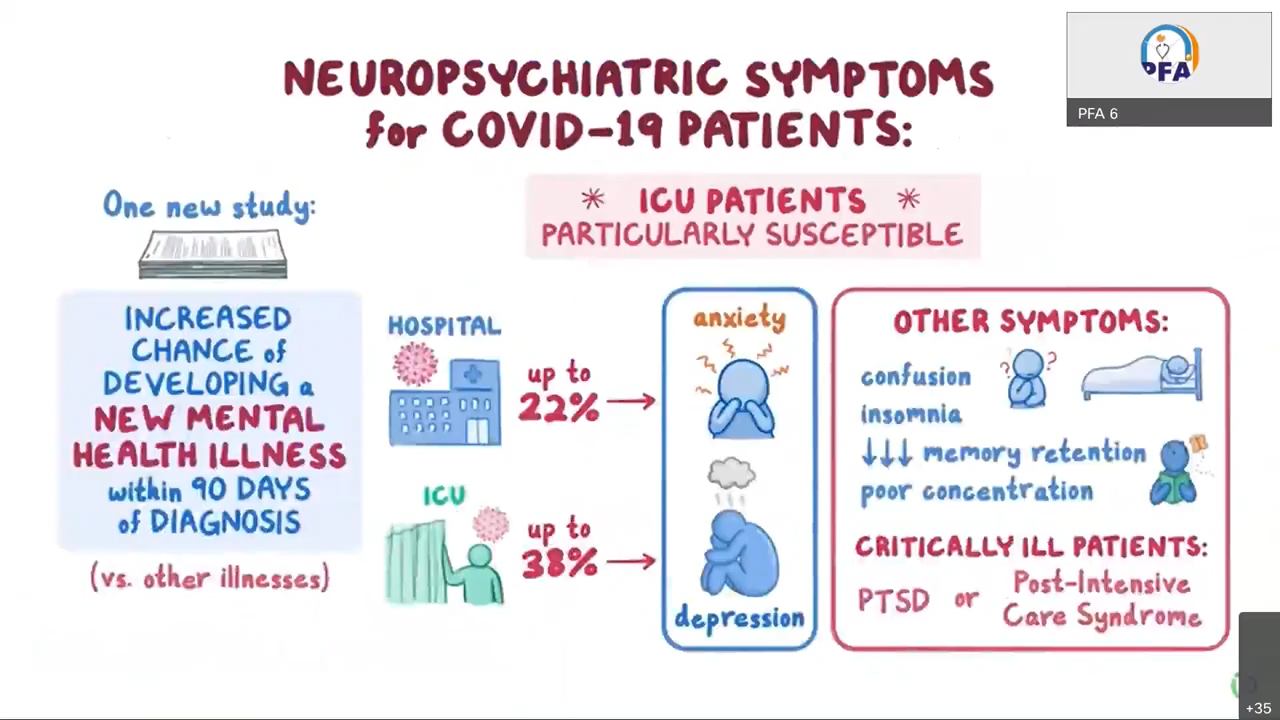 NEUROPSYCHIATRIC SYMPTOMS
for COVID-19 PATIENTS:
PFA
PFA 6
One new study:
* ICU PATIENTS *
PARTICULARLY SUSCEPTIBLE
INCREASED
CHANCE of
DEVELOPING a
NEW MENTAL
HEALTH ILLNESS
within 90 DAYS
of DIAGNOSIS
(vs. other illnesses)
HOSPITAL
up to
22%
ICU
up to
38%
anxiety
depression
OTHER SYMPTOMS:
confusion
insomnia
↓↓↓ memory retention
poor concentration
CRITICALLY ILL PATIENTS:
PTSD or Post-Intensive
Care Syndrome
+35